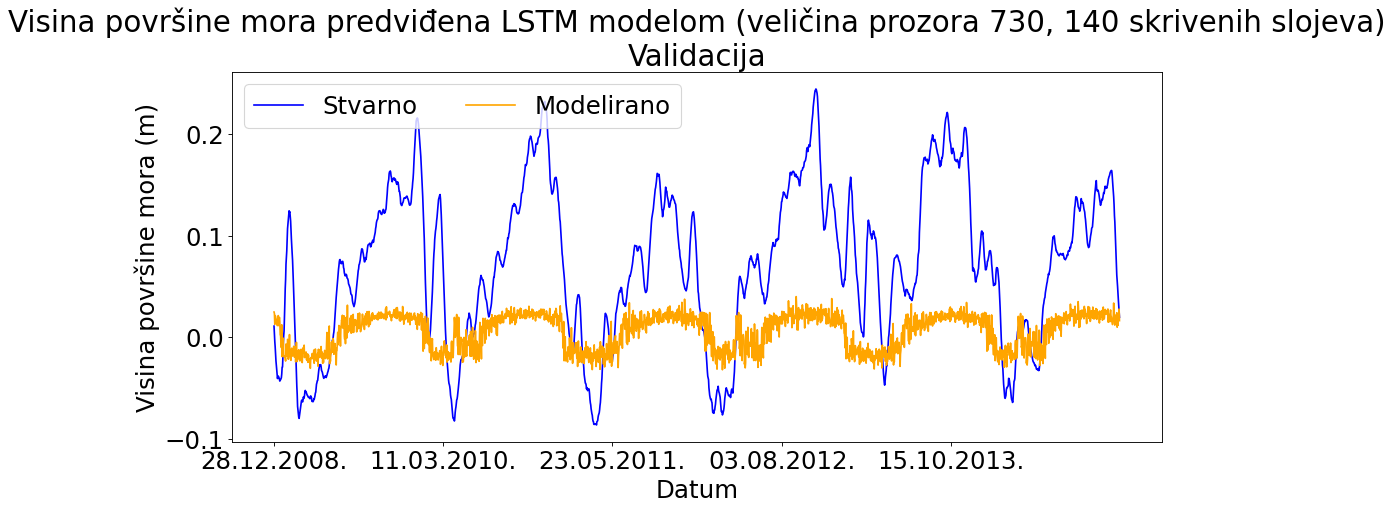 Visina površine mora predviđena LSTM modelom (veličina prozora 730, 140 skrivenih slojeva)
Validacija
Stvarno Modelirano
Visina površine mora (m)
0.2
0.1
0.0
−0.1
28.12.2008. 11.03.2010. 23.05.2011. 03.08.2012. 15.10.2013.
Datum